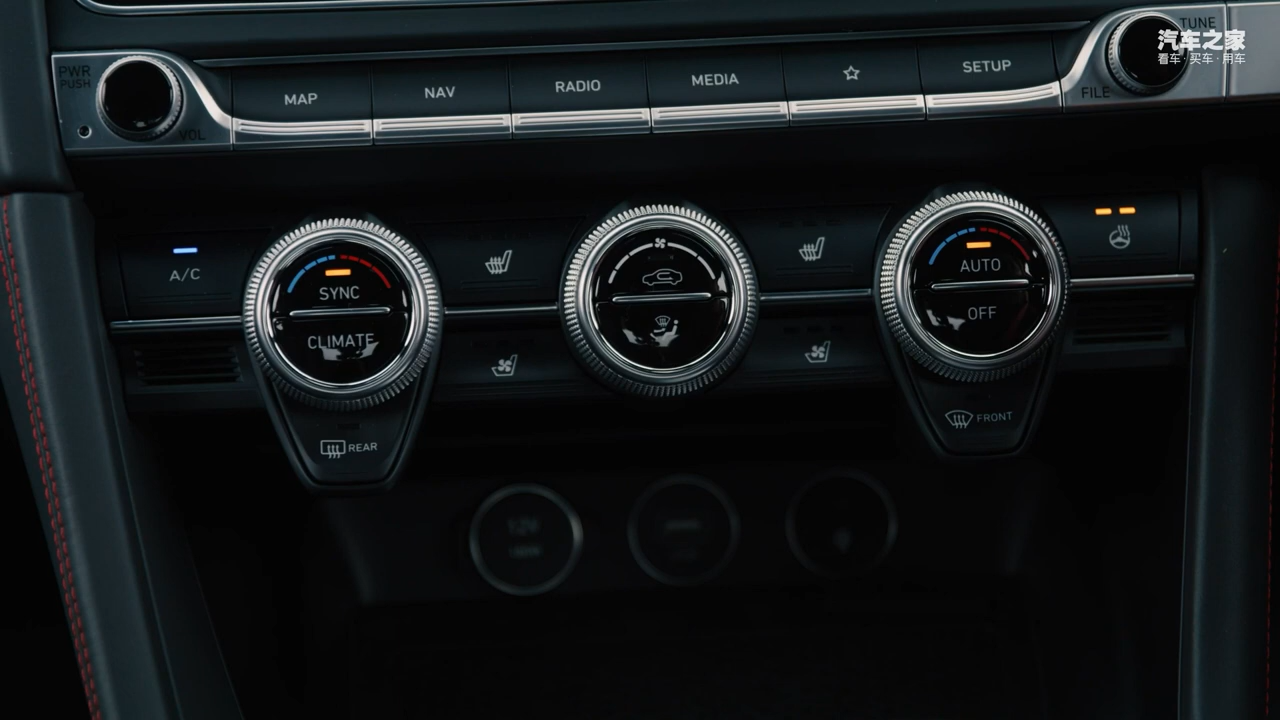 PWR
PUSH
VOL
MAP
NAV
RADIO
MEDIA
SETUP
TUNE
FILE
汽车之家
看车·买车·用车
A/C
SYNC
CLIMATE
AUTO
OFF
REAR
FRONT
12V